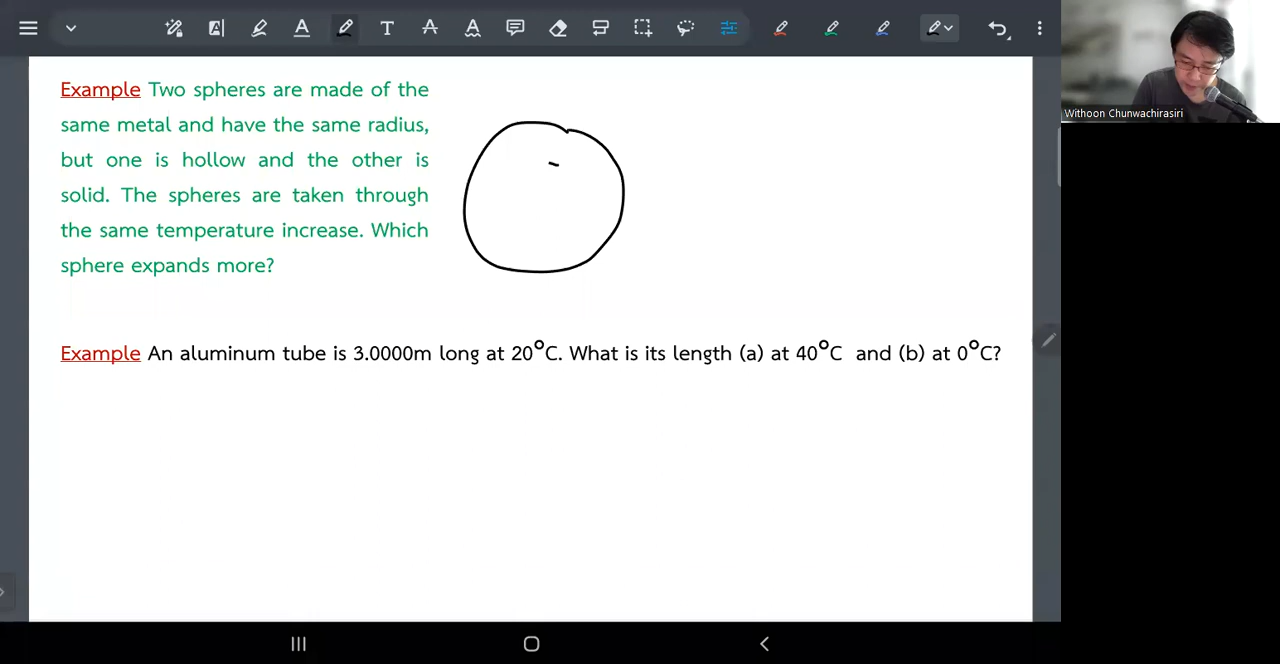 Example Two spheres are made of the
same metal and have the same radius,
but one is hollow and the other is
solid. The spheres are taken through
the same temperature increase. Which
sphere expands more?
Example An aluminum tube is 3.0000m long at 20°C. What is its length (a) at 40°C and (b) at 0°C?
Withoon Chunwachirasiri